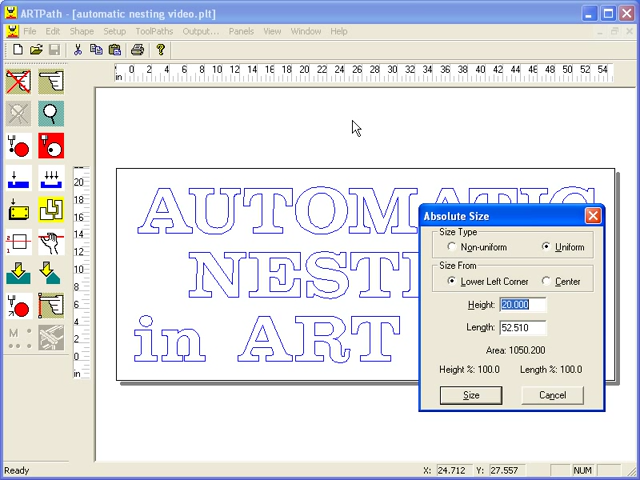 ARTPath - [automatic nesting video.plt]
File Edit Shape Setup ToolPaths Output... Panels View Window Help
in 0 2 4 6 8 10 12 14 16 18 20 22 24 26 28 30 32 34 36 38 40 42 44 46 48 50 52 54
20
18
16
14
12
10
8
6
4
2
0
in
AUTOMATIC
NESTI
in ART
Absolute Size
Size Type
Non-uniform Uniform
Size From
Lower Left Corner Center
Height: 20.000
Length: 52.510
Area: 1050.200
Height %: 100.0 Length %: 100.0
Size Cancel
M
Ready X: 24.712 Y: 27.557 NUM